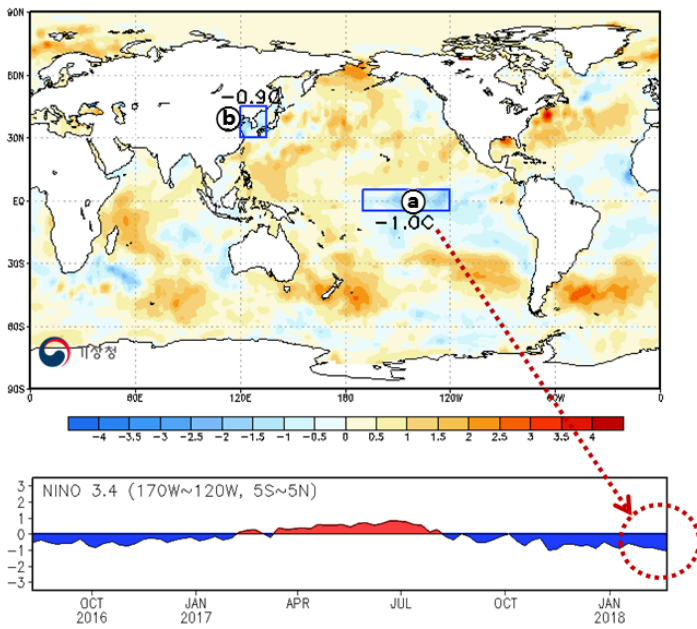 90N
60N
30N
EQ
30S
60S
90S
-0.9C
ⓑ
ⓐ
-1.0C
기상청
0 60E 120E 180 120W 60W 0
-4 -3.5 -3 -2.5 -2 -1.5 -1 -0.5 0 0.5 1 1.5 2 2.5 3 3.5 4
NINO 3.4 (170W~120W, 5S~5N)
3
2
1
0
-1
-2
-3
OCT JAN APR JUL OCT JAN
2016 2017 2018